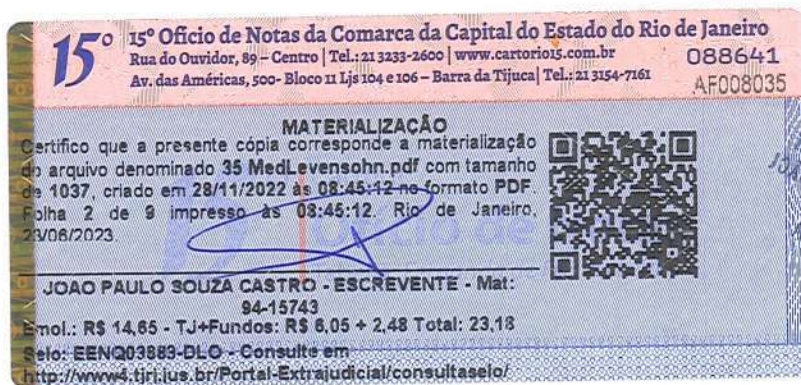 15º 15º Ofício de Notas da Comarca da Capital do Estado do Rio de Janeiro
Rua do Ouvidor, 89 – Centro | Tel.: 21 3233-2600 | www.cartorio15.com.br
Av. das Américas, 500- Bloco 11 Ljs 104 e 106 – Barra da Tijuca | Tel.: 21 3154-7161
088641
AF008035
MATERIALIZAÇÃO
Certifico que a presente cópia corresponde a materialização
do arquivo denominado 35 MedLevensohn.pdf com tamanho
de 1037, criado em 28/11/2022 às 08:45:12 no formato PDF.
Folha 2 de 9 impresso às 08:45:12. Rio de Janeiro,
23/06/2023.
Ofício de
JOAO PAULO SOUZA CASTRO - ESCREVENTE - Mat:
94-15743
Emol.: R$ 14,65 - TJ+Fundos: R$ 6,05 + 2,48 Total: 23,18
Selo: EENQ03883-DLO - Consulte em
http://www4.tjrj.jus.br/Portal-Extrajudicial/consultaselo/